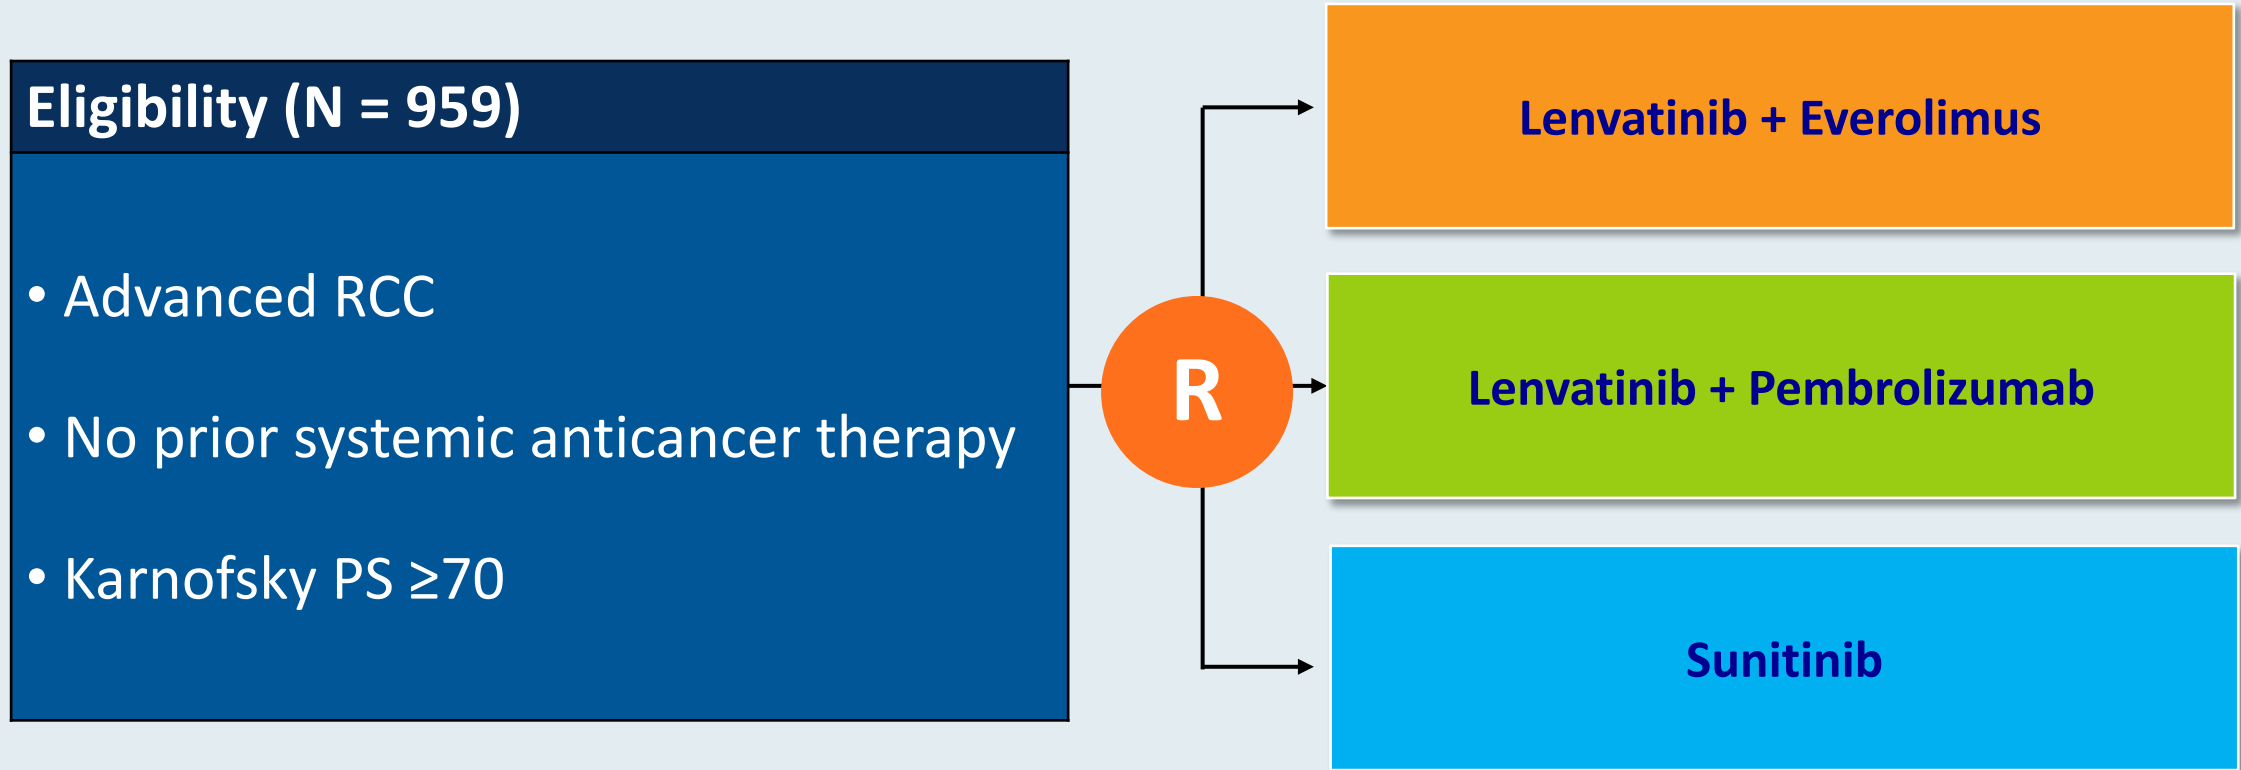 Eligibility (N = 959)
• Advanced RCC
• No prior systemic anticancer therapy
• Karnofsky PS ≥70
R
Lenvatinib + Everolimus
Lenvatinib + Pembrolizumab
Sunitinib